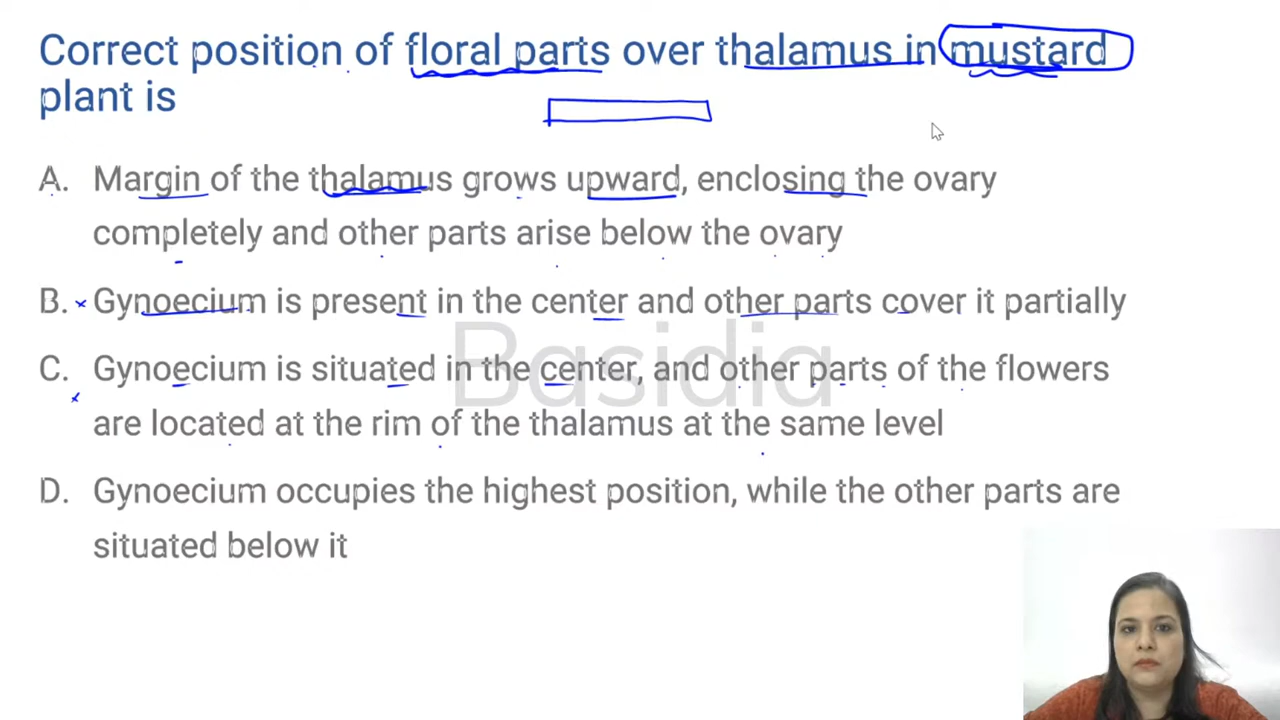 Correct position of floral parts over thalamus in mustard
plant is
A. Margin of the thalamus grows upward, enclosing the ovary
completely and other parts arise below the ovary
B. Gynoecium is present in the center and other parts cover it partially
Basidia
C. Gynoecium is situated in the center, and other parts of the flowers
are located at the rim of the thalamus at the same level
D. Gynoecium occupies the highest position, while the other parts are
situated below it